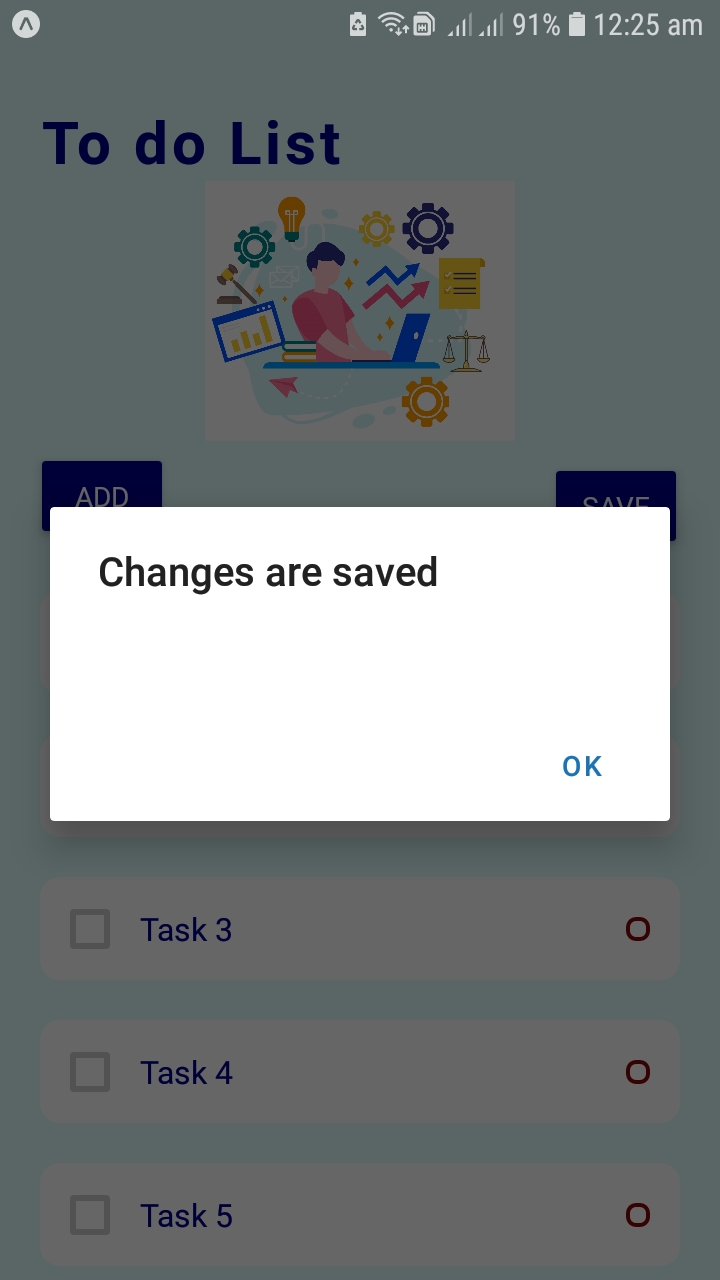 91% 12:25 am
To do List
ADD
SAVE
Changes are saved
OK
Task 3
Task 4
Task 5